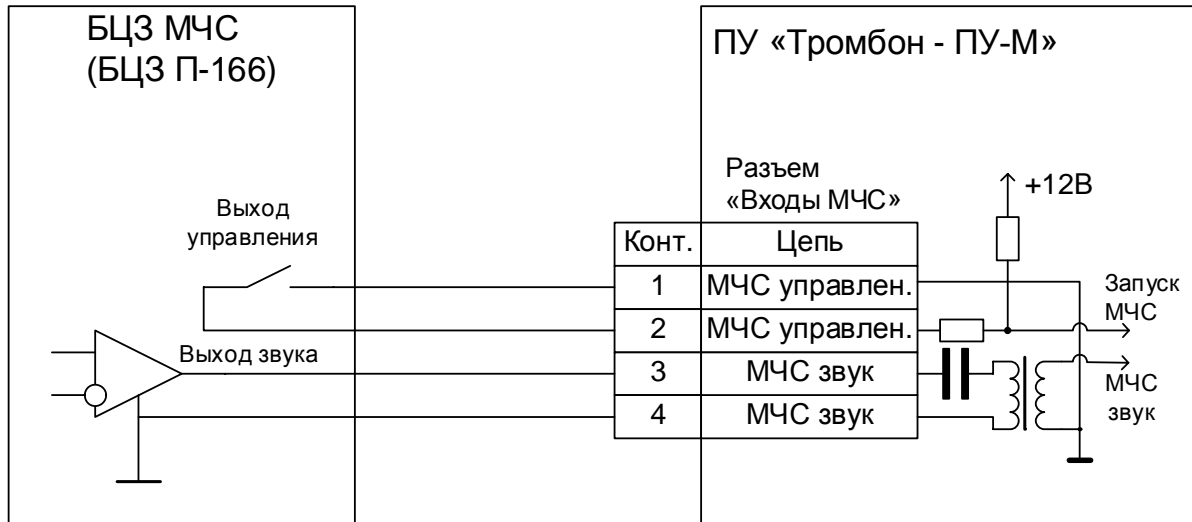 БЦЗ МЧС
(БЦЗ П-166)
ПУ «Тромбон - ПУ-М»
Разъем
«Входы МЧС»
+12В
Выход
управления
Конт.
Цепь
1
МЧС управлен.
Запуск
МЧС
2
МЧС управлен.
Выход звука
3
МЧС звук
МЧС
звук
4
МЧС звук